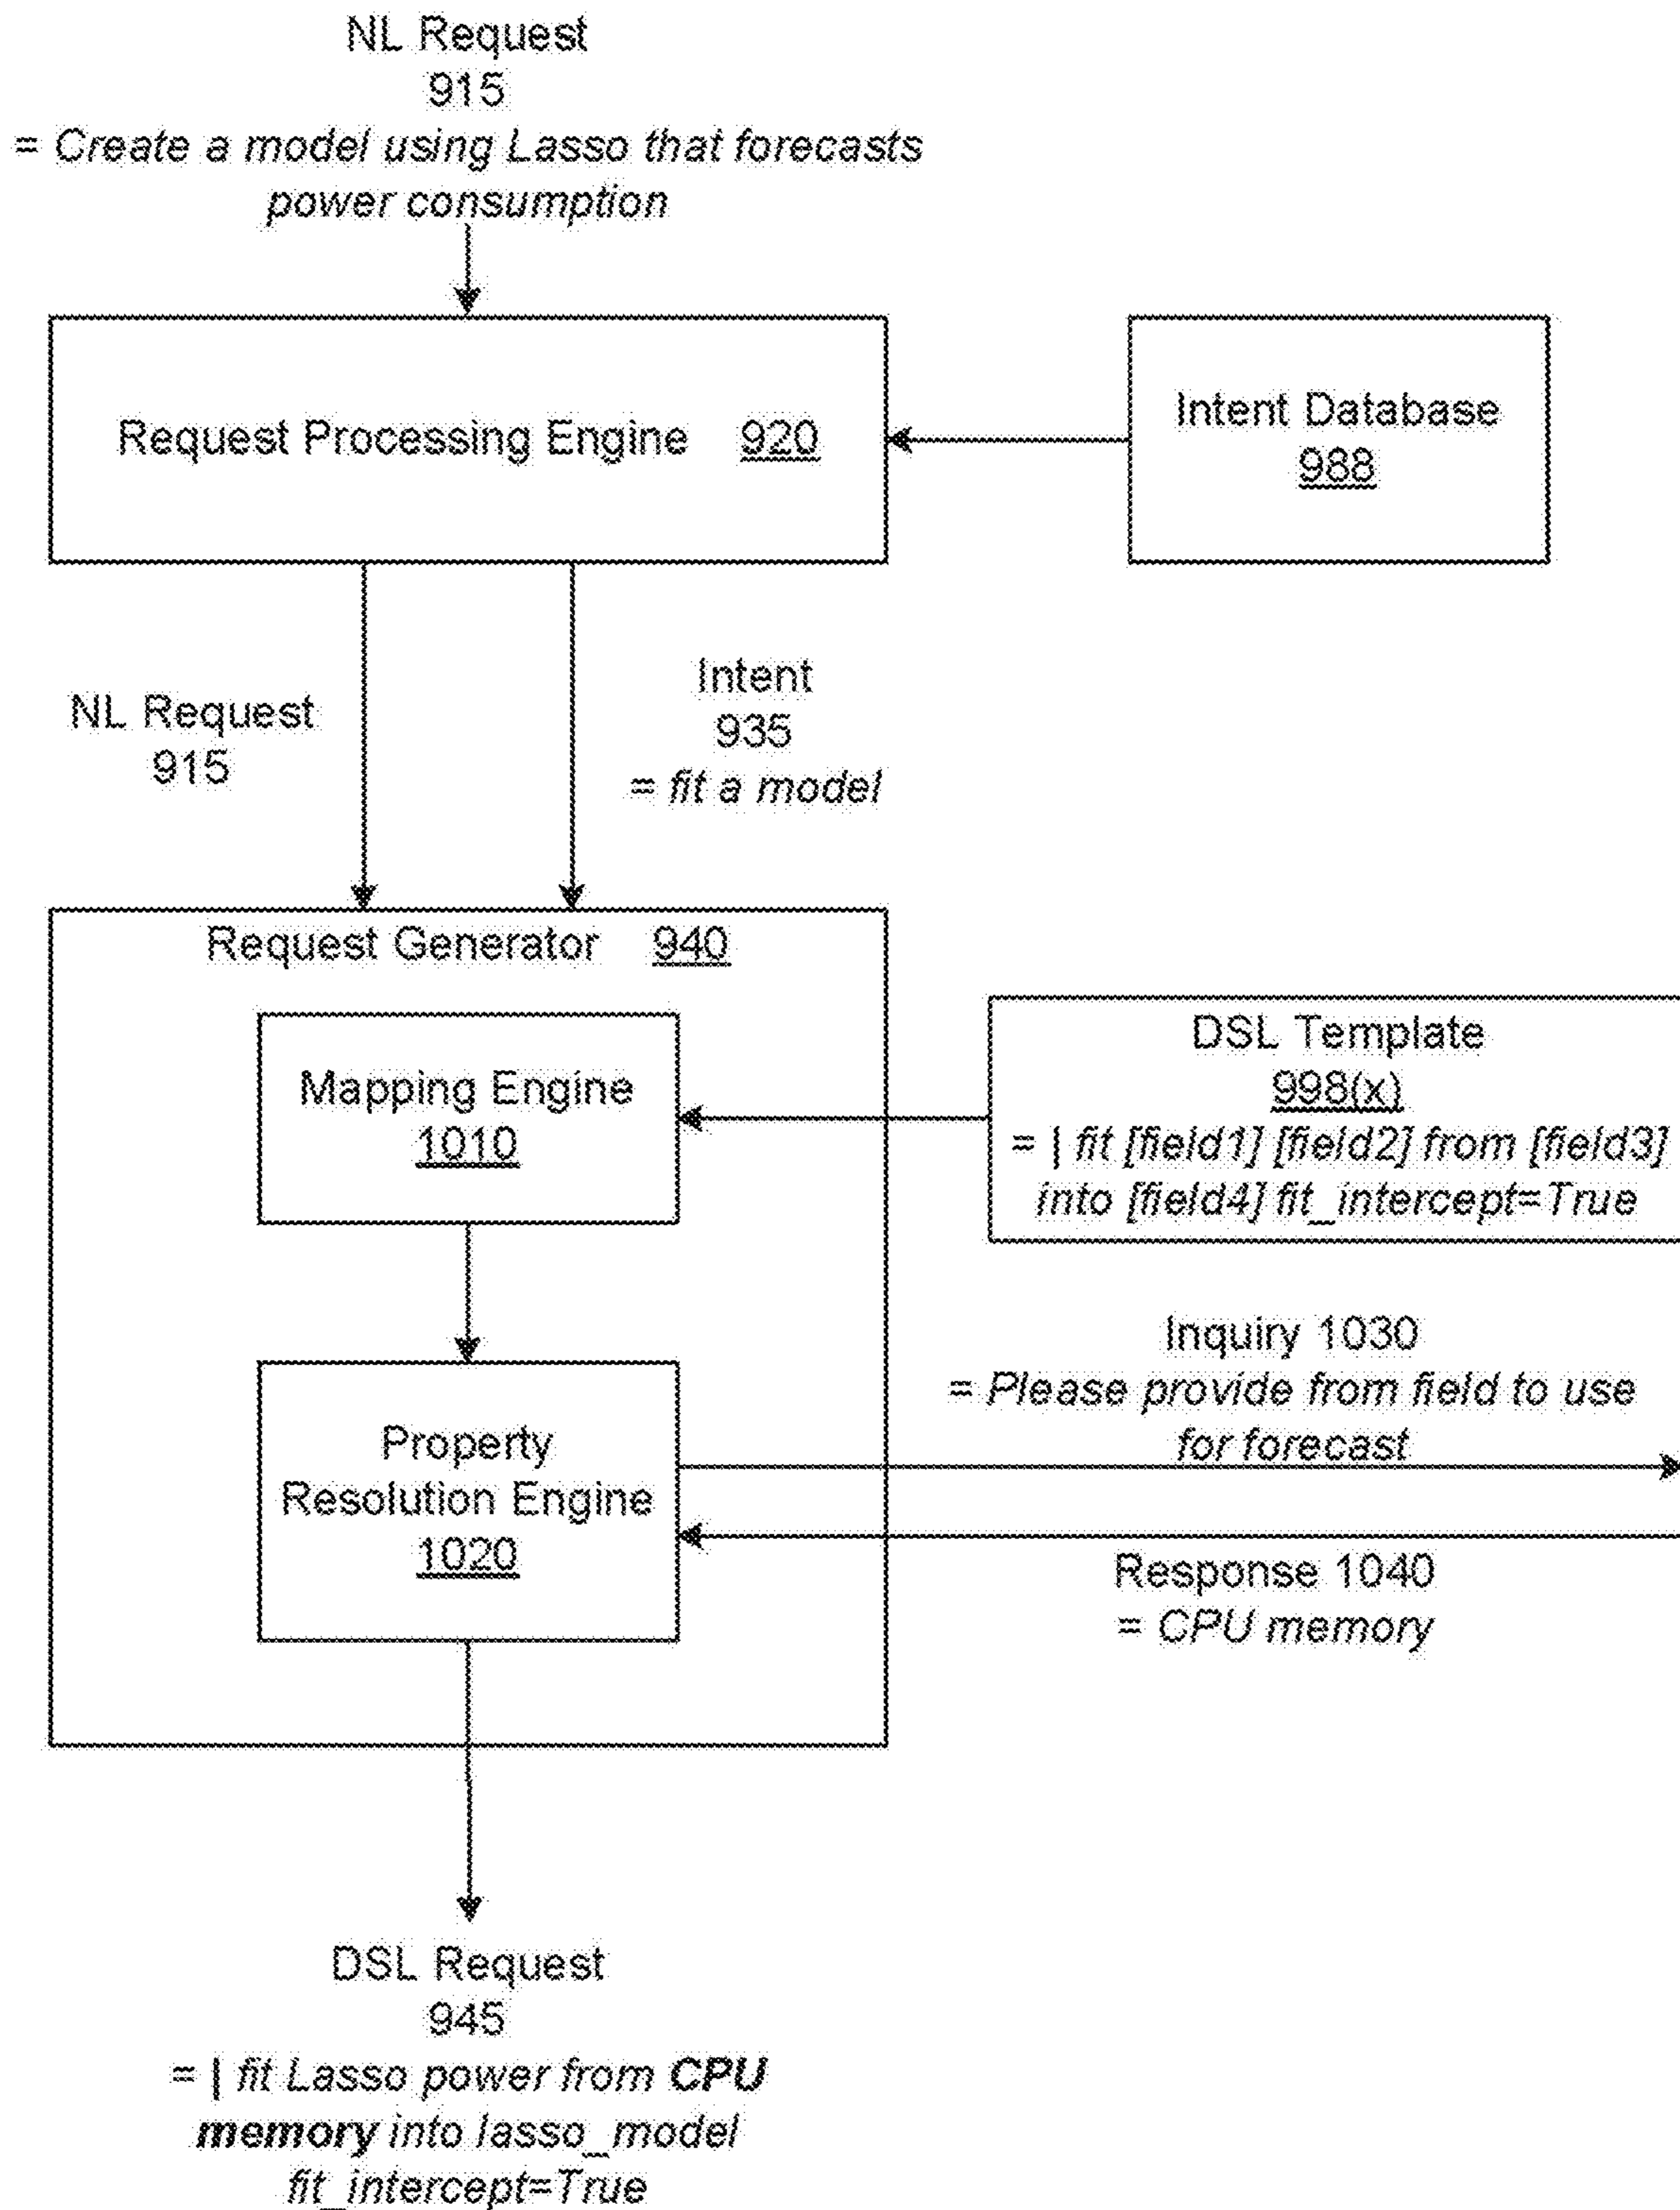 NL Request
915
= Create a model using Lasso that forecasts
power consumption
Request Processing Engine 920
Intent Database
988
NL Request
915
Intent
935
= fit a model
Request Generator 940
Mapping Engine
1010
DSL Template
998(x)
= | fit [field1] [field2] from [field3]
into [field4] fit_intercept=True
Inquiry 1030
= Please provide from field to use
for forecast
Property
Resolution Engine
1020
Response 1040
= CPU memory
DSL Request
945
= | fit Lasso power from CPU
memory into lasso_model
fit_intercept=True